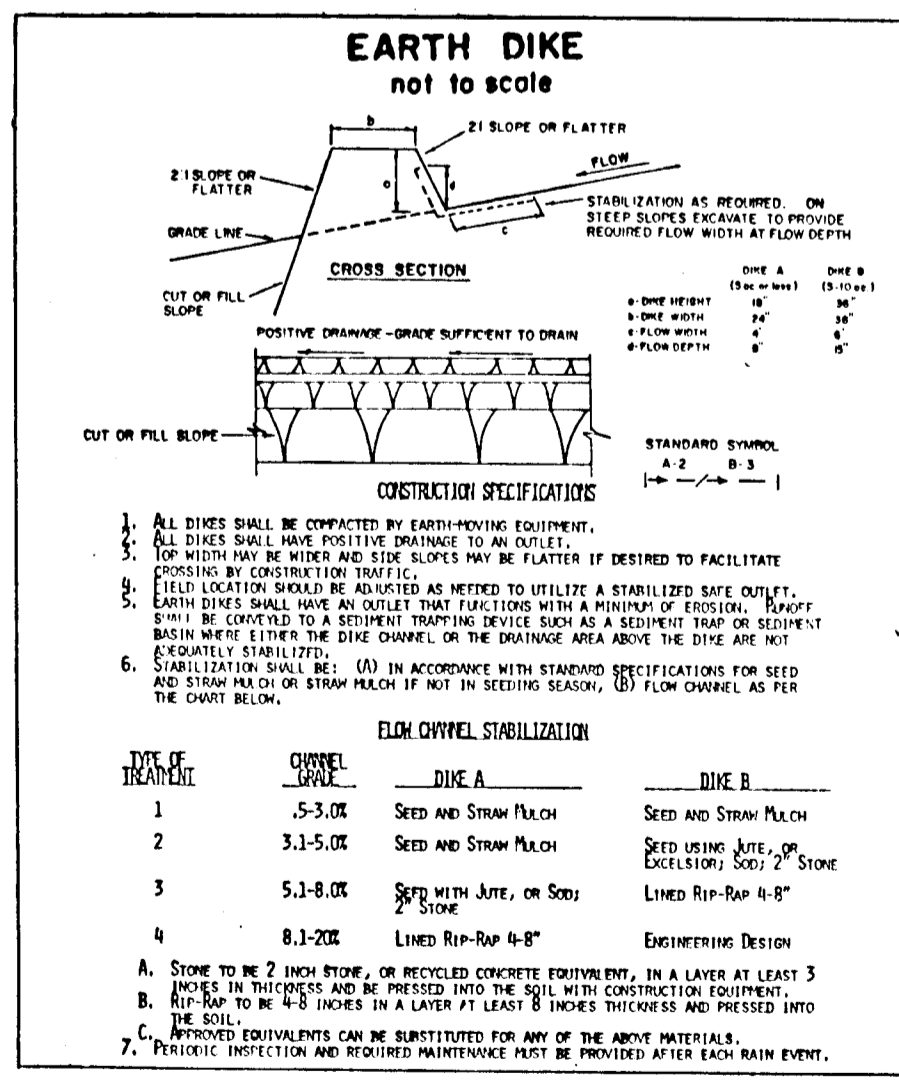 EARTH DIKE
not to scale
b
2:1 SLOPE OR FLATTER
2:1 SLOPE OR
FLATTER
FLOW
d
STABILIZATION AS REQUIRED. ON
STEEP SLOPES EXCAVATE TO PROVIDE
REQUIRED FLOW WIDTH AT FLOW DEPTH
c
GRADE LINE
CROSS SECTION
CUT OR FILL
SLOPE
DIKE A DIKE B
(5 ac or less) (5-10 ac)
a-DIKE HEIGHT 18" 36"
b-DIKE WIDTH 24" 36"
c-FLOW WIDTH 4' 6'
d-FLOW DEPTH 8" 15"
POSITIVE DRAINAGE-GRADE SUFFICIENT TO DRAIN
CUT OR FILL SLOPE
STANDARD SYMBOL
A-2 B-3
CONSTRUCTION SPECIFICATIONS
1. ALL DIKES SHALL BE COMPACTED BY EARTH-MOVING EQUIPMENT.
2. ALL DIKES SHALL HAVE POSITIVE DRAINAGE TO AN OUTLET.
3. TOP WIDTH MAY BE WIDER AND SIDE SLOPES MAY BE FLATTER IF DESIRED TO FACILITATE
CROSSING BY CONSTRUCTION TRAFFIC.
4. FIELD LOCATION SHOULD BE ADJUSTED AS NEEDED TO UTILIZE A STABILIZED SAFE OUTLET.
5. EARTH DIKES SHALL HAVE AN OUTLET THAT FUNCTIONS WITH A MINIMUM OF EROSION. RUNOFF
SHALL BE CONVEYED TO A SEDIMENT TRAPPING DEVICE SUCH AS A SEDIMENT TRAP OR SEDIMENT
BASIN WHERE EITHER THE DIKE CHANNEL OR THE DRAINAGE AREA ABOVE THE DIKE ARE NOT
ADEQUATELY STABILIZED.
6. STABILIZATION SHALL BE: (A) IN ACCORDANCE WITH STANDARD SPECIFICATIONS FOR SEED
AND STRAW MULCH OR STRAW MULCH IF NOT IN SEEDING SEASON, (B) FLOW CHANNEL AS PER
THE CHART BELOW.
FLOW CHANNEL STABILIZATION
TYPE OF CHANNEL
TREATMENT GRADE DIKE A DIKE B
1 .5-3.0% SEED AND STRAW MULCH SEED AND STRAW MULCH
2 3.1-5.0% SEED AND STRAW MULCH SEED USING JUTE, OR
EXCELSIOR; SOD; 2" STONE
3 5.1-8.0% SEED WITH JUTE, OR SOD; LINED RIP-RAP 4-8"
2" STONE
4 8.1-20% LINED RIP-RAP 4-8" ENGINEERING DESIGN
A. STONE TO BE 2 INCH STONE, OR RECYCLED CONCRETE EQUIVALENT, IN A LAYER AT LEAST 3
INCHES IN THICKNESS AND BE PRESSED INTO THE SOIL WITH CONSTRUCTION EQUIPMENT.
B. RIP-RAP TO BE 4-8 INCHES IN A LAYER AT LEAST 8 INCHES THICKNESS AND PRESSED INTO
THE SOIL.
C. APPROVED EQUIVALENTS CAN BE SUBSTITUTED FOR ANY OF THE ABOVE MATERIALS.
7. PERIODIC INSPECTION AND REQUIRED MAINTENANCE MUST BE PROVIDED AFTER EACH RAIN EVENT.